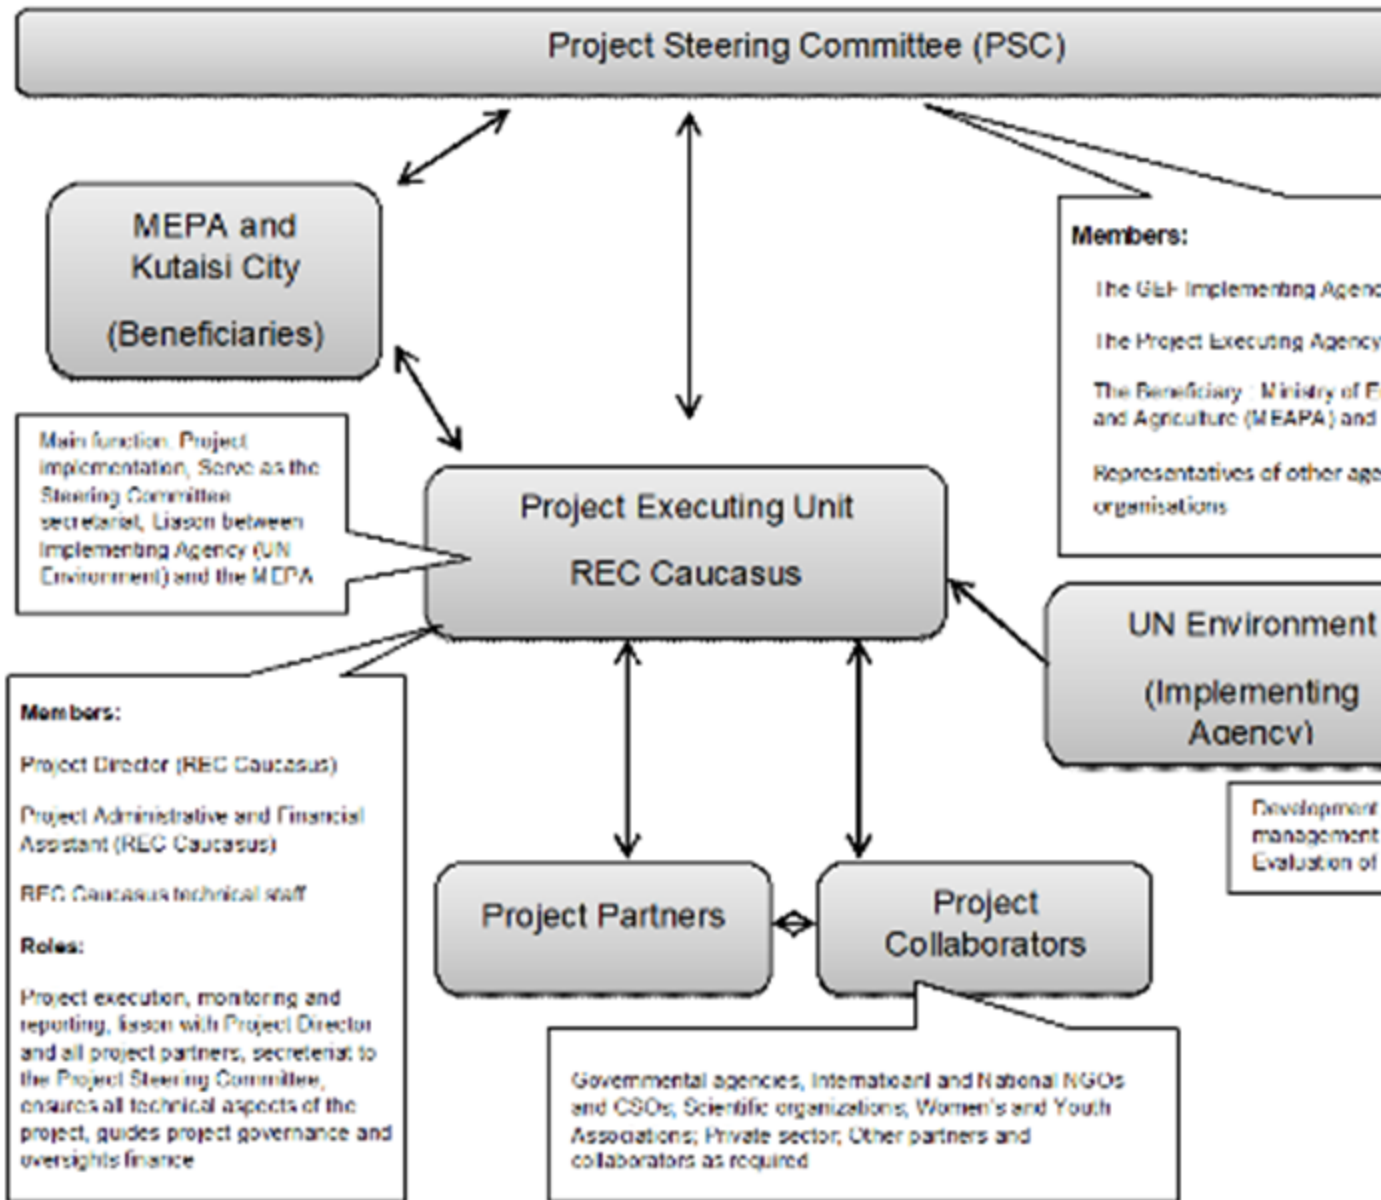 Project Steering Committee (PSC)
MEPA and
Kutaisi City
(Beneficiaries)
Members:
The GEF Implementing Agenc
The Project Executing Agency
The Beneficiary : Ministry of E
and Agriculture (MEAPA) and
Representatives of other age
organisations
Main function: Project
implementation, Serve as the
Steering Committee
secretariat, Liason between
Implementing Agency (UN
Environment) and the MEPA
Project Executing Unit
REC Caucasus
UN Environment
(Implementing
Agency)
Development
management
Evaluation of
Members:
Project Director (REC Caucasus)
Project Administrative and Financial
Assistant (REC Caucasus)
REC Caucasus technical staff
Roles:
Project execution, monitoring and
reporting, liason with Project Director
and all project partners, secreteriat to
the Project Steering Committee,
ensures all technical aspects of the
project, guides project governance and
oversights finance
Project Partners
Project
Collaborators
Governmental agencies, Internatioanl and National NGOs
and CSOs; Scientific organizations; Women's and Youth
Associations; Private sector; Other partners and
collaborators as required